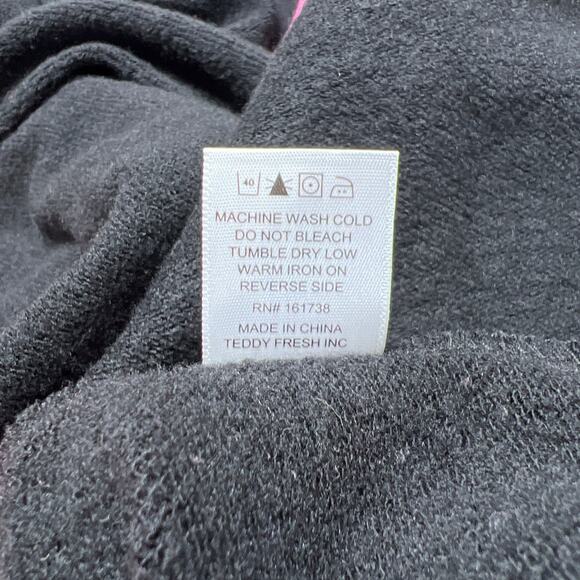 40
MACHINE WASH COLD
DO NOT BLEACH
TUMBLE DRY LOW
WARM IRON ON
REVERSE SIDE
RN# 161738
MADE IN CHINA
TEDDY FRESH INC